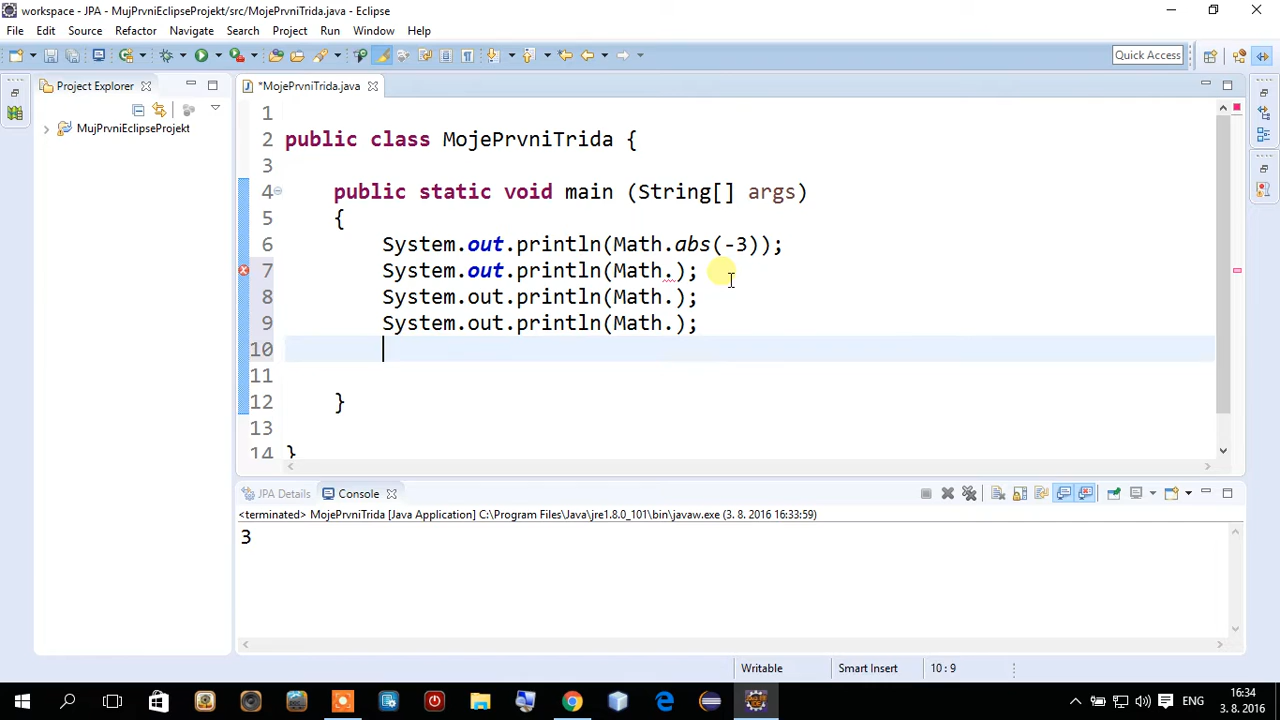 workspace - JPA - MujPrvniEclipseProjekt/src/MojePrvniTrida.java - Eclipse
File Edit Source Refactor Navigate Search Project Run Window Help
Quick Access
Project Explorer
*MojePrvniTrida.java
MujPrvniEclipseProjekt
1
2 public class MojePrvniTrida {
3
4 public static void main (String[] args)
5 {
6 System.out.println(Math.abs(-3));
7 System.out.println(Math.);
8 System.out.println(Math.);
9 System.out.println(Math.);
10
11
12 }
13
14 }
JPA Details Console
<terminated> MojePrvniTrida [Java Application] C:\Program Files\Java\jre1.8.0_101\bin\javaw.exe (3. 8. 2016 16:33:59)
3
Writable Smart Insert 10 : 9
ENG 16:34
3. 8. 2016